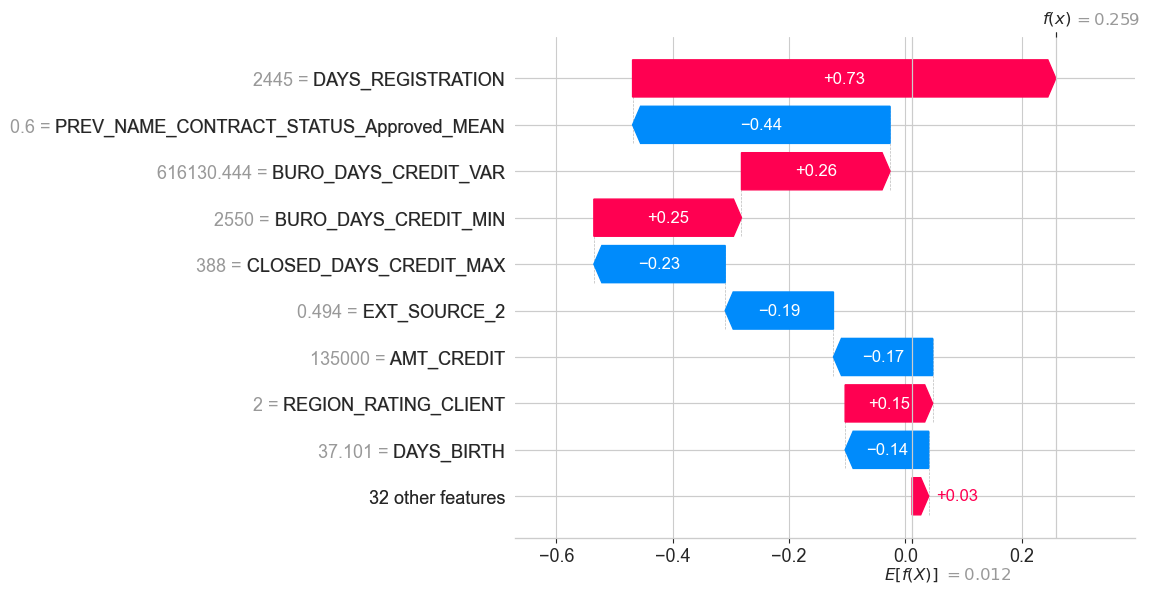 f(x) = 0.259
2445 = DAYS_REGISTRATION +0.73
0.6 = PREV_NAME_CONTRACT_STATUS_Approved_MEAN −0.44
616130.444 = BURO_DAYS_CREDIT_VAR +0.26
2550 = BURO_DAYS_CREDIT_MIN +0.25
388 = CLOSED_DAYS_CREDIT_MAX −0.23
0.494 = EXT_SOURCE_2 −0.19
135000 = AMT_CREDIT −0.17
2 = REGION_RATING_CLIENT +0.15
37.101 = DAYS_BIRTH −0.14
32 other features +0.03
−0.6 −0.4 −0.2 0.0 0.2
E[f(X)] = 0.012